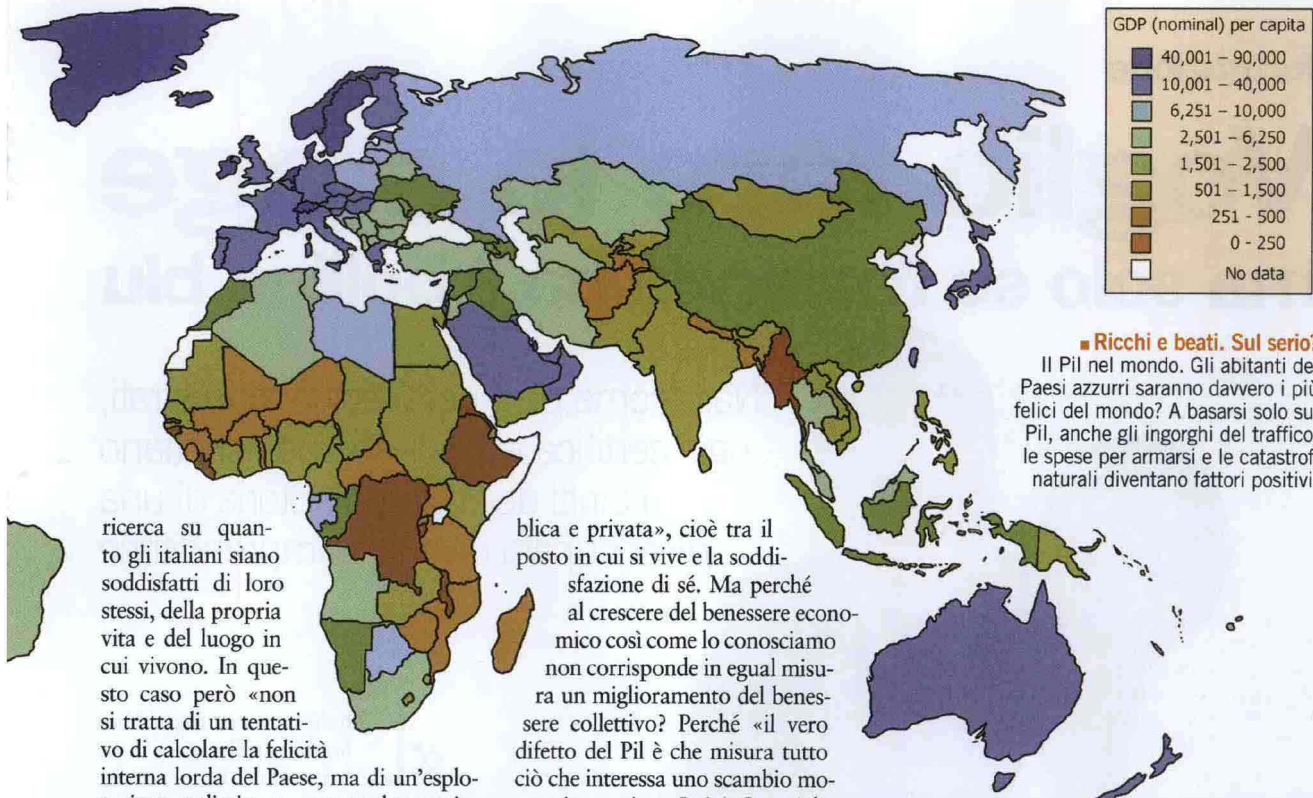 GDP (nominal) per capita
40,001 – 90,000
10,001 – 40,000
6,251 – 10,000
2,501 – 6,250
1,501 – 2,500
501 – 1,500
251 - 500
0 - 250
No data
■ Ricchi e beati. Sul serio?
Il Pil nel mondo. Gli abitanti de
Paesi azzurri saranno davvero i più
felici del mondo? A basarsi solo su
Pil, anche gli ingorghi del traffico
le spese per armarsi e le catastrof
naturali diventano fattori positivi
ricerca su quan-
to gli italiani siano
soddisfatti di loro
stessi, della propria
vita e del luogo in
cui vivono. In que-
sto caso però «non
si tratta di un tentati-
vo di calcolare la felicità
interna lorda del Paese, ma di un'esplo-
blica e privata», cioè tra il
posto in cui si vive e la soddi-
sfazione di sé. Ma perché
al crescere del benessere econo-
mico così come lo conosciamo
non corrisponde in egual misu-
ra un miglioramento del benes-
sere collettivo? Perché «il vero
difetto del Pil è che misura tutto
ciò che interessa uno scambio mo-